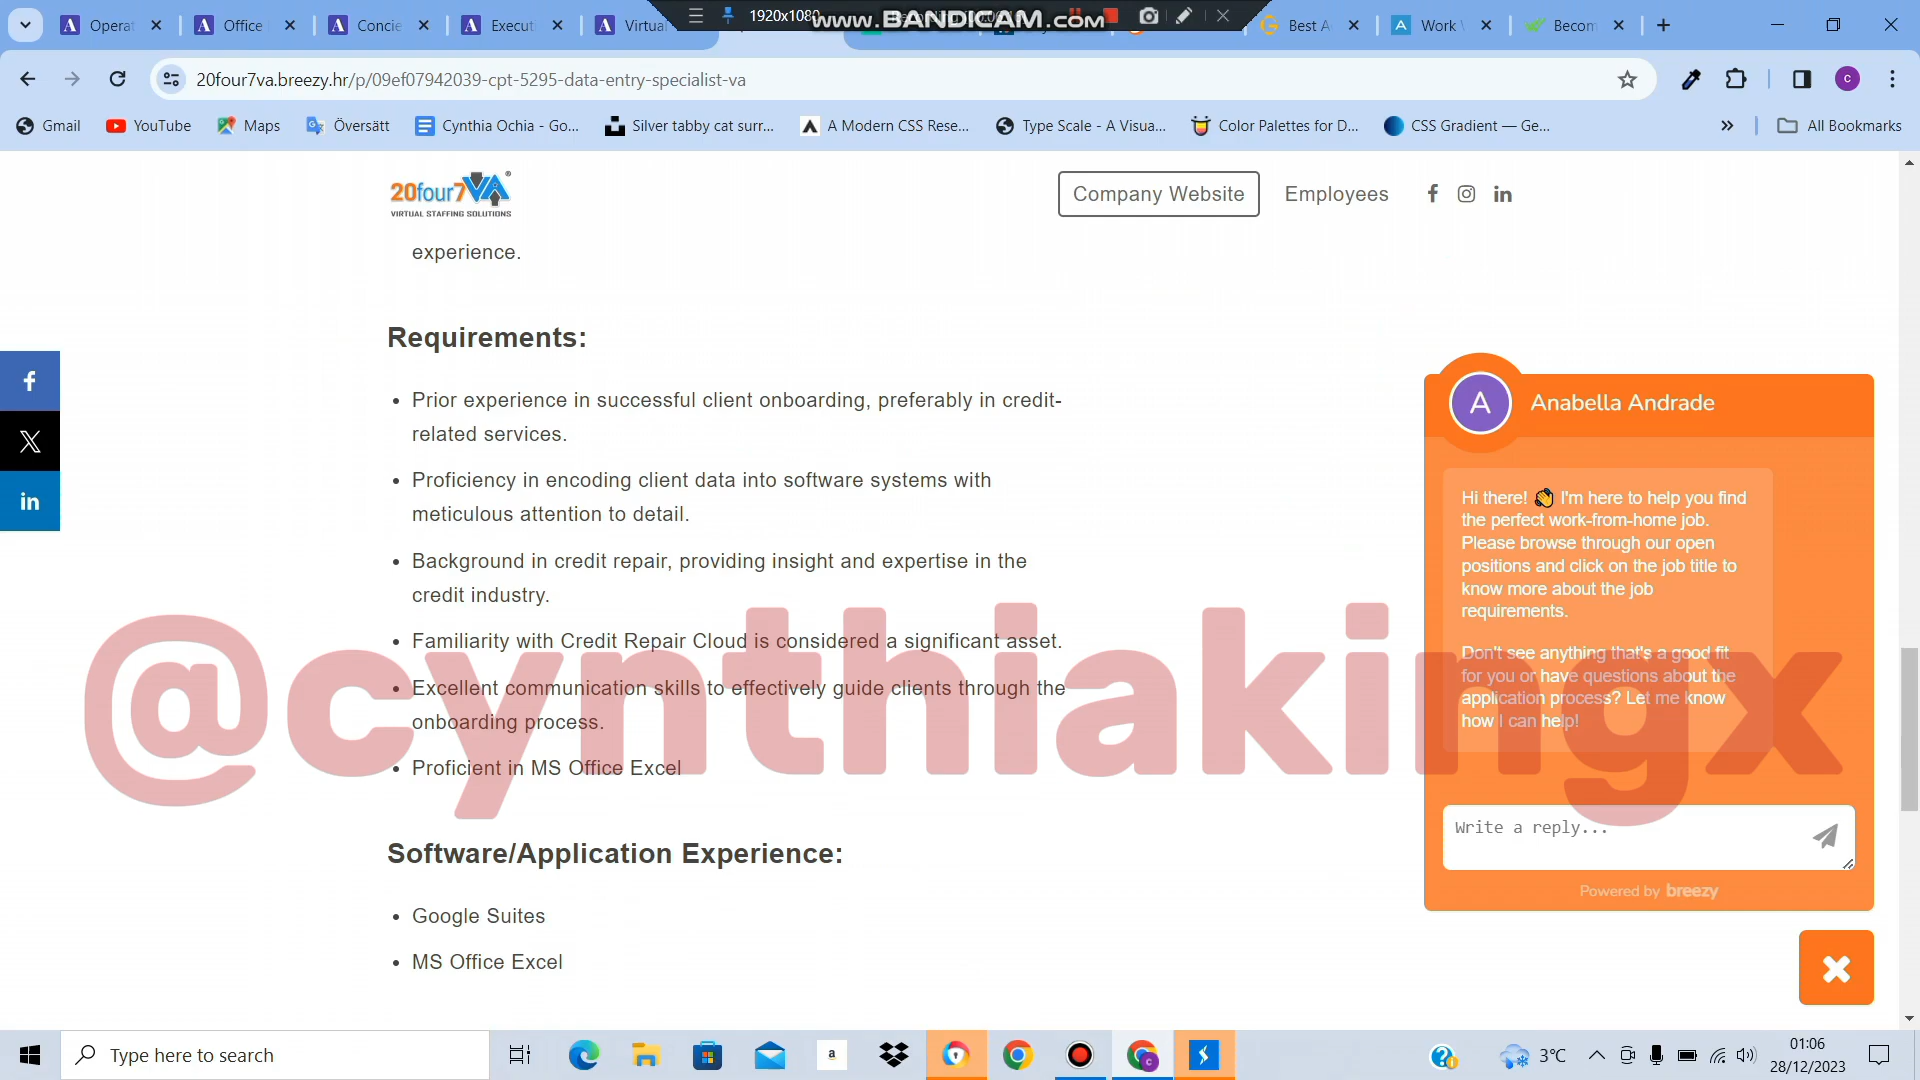 Operat
Office
Concie
Executi
Virtual
1920x1080
www.BANDICAM.com
Best A
Work
Becom
20four7va.breezy.hr/p/09ef07942039-cpt-5295-data-entry-specialist-va
Gmail
YouTube
Maps
Översätt
Cynthia Ochia - Go...
Silver tabby cat surr...
A Modern CSS Rese...
Type Scale - A Visua...
Color Palettes for D...
CSS Gradient — Ge...
All Bookmarks
20four7VA
VIRTUAL STAFFING SOLUTIONS
Company Website
Employees
experience.
Requirements:
Prior experience in successful client onboarding, preferably in credit-
related services.
Proficiency in encoding client data into software systems with
meticulous attention to detail.
Background in credit repair, providing insight and expertise in the
credit industry.
Familiarity with Credit Repair Cloud is considered a significant asset.
Excellent communication skills to effectively guide clients through the
onboarding process.
Proficient in MS Office Excel
Software/Application Experience:
Google Suites
MS Office Excel
@cynthiakingx
A
Anabella Andrade
Hi there! 👋 I'm here to help you find
the perfect work-from-home job.
Please browse through our open
positions and click on the job title to
know more about the job
requirements.
Don't see anything that's a good fit
for you or have questions about the
application process? Let me know
how I can help!
Write a reply...
Powered by breezy
Type here to search
3°C
01:06
28/12/2023